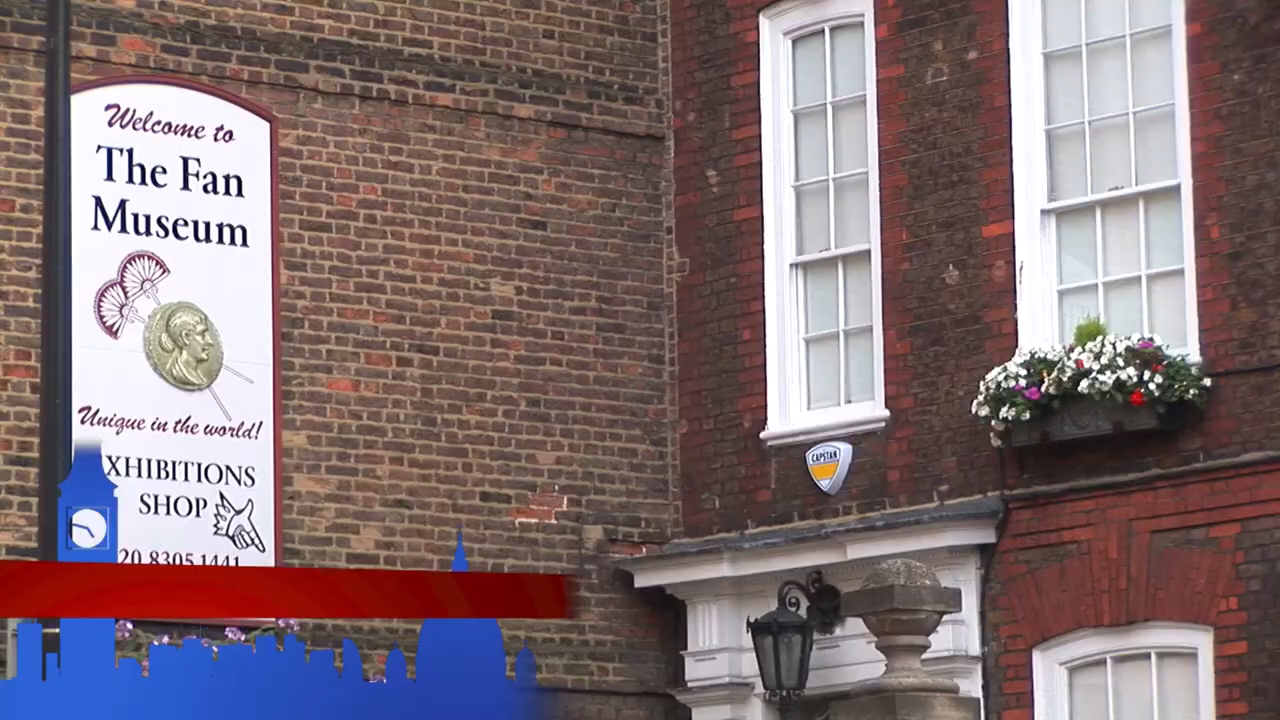 Welcome to
The Fan
Museum
Unique in the world!
XHIBITIONS
SHOP
20 8305 1441
CAPSTAN